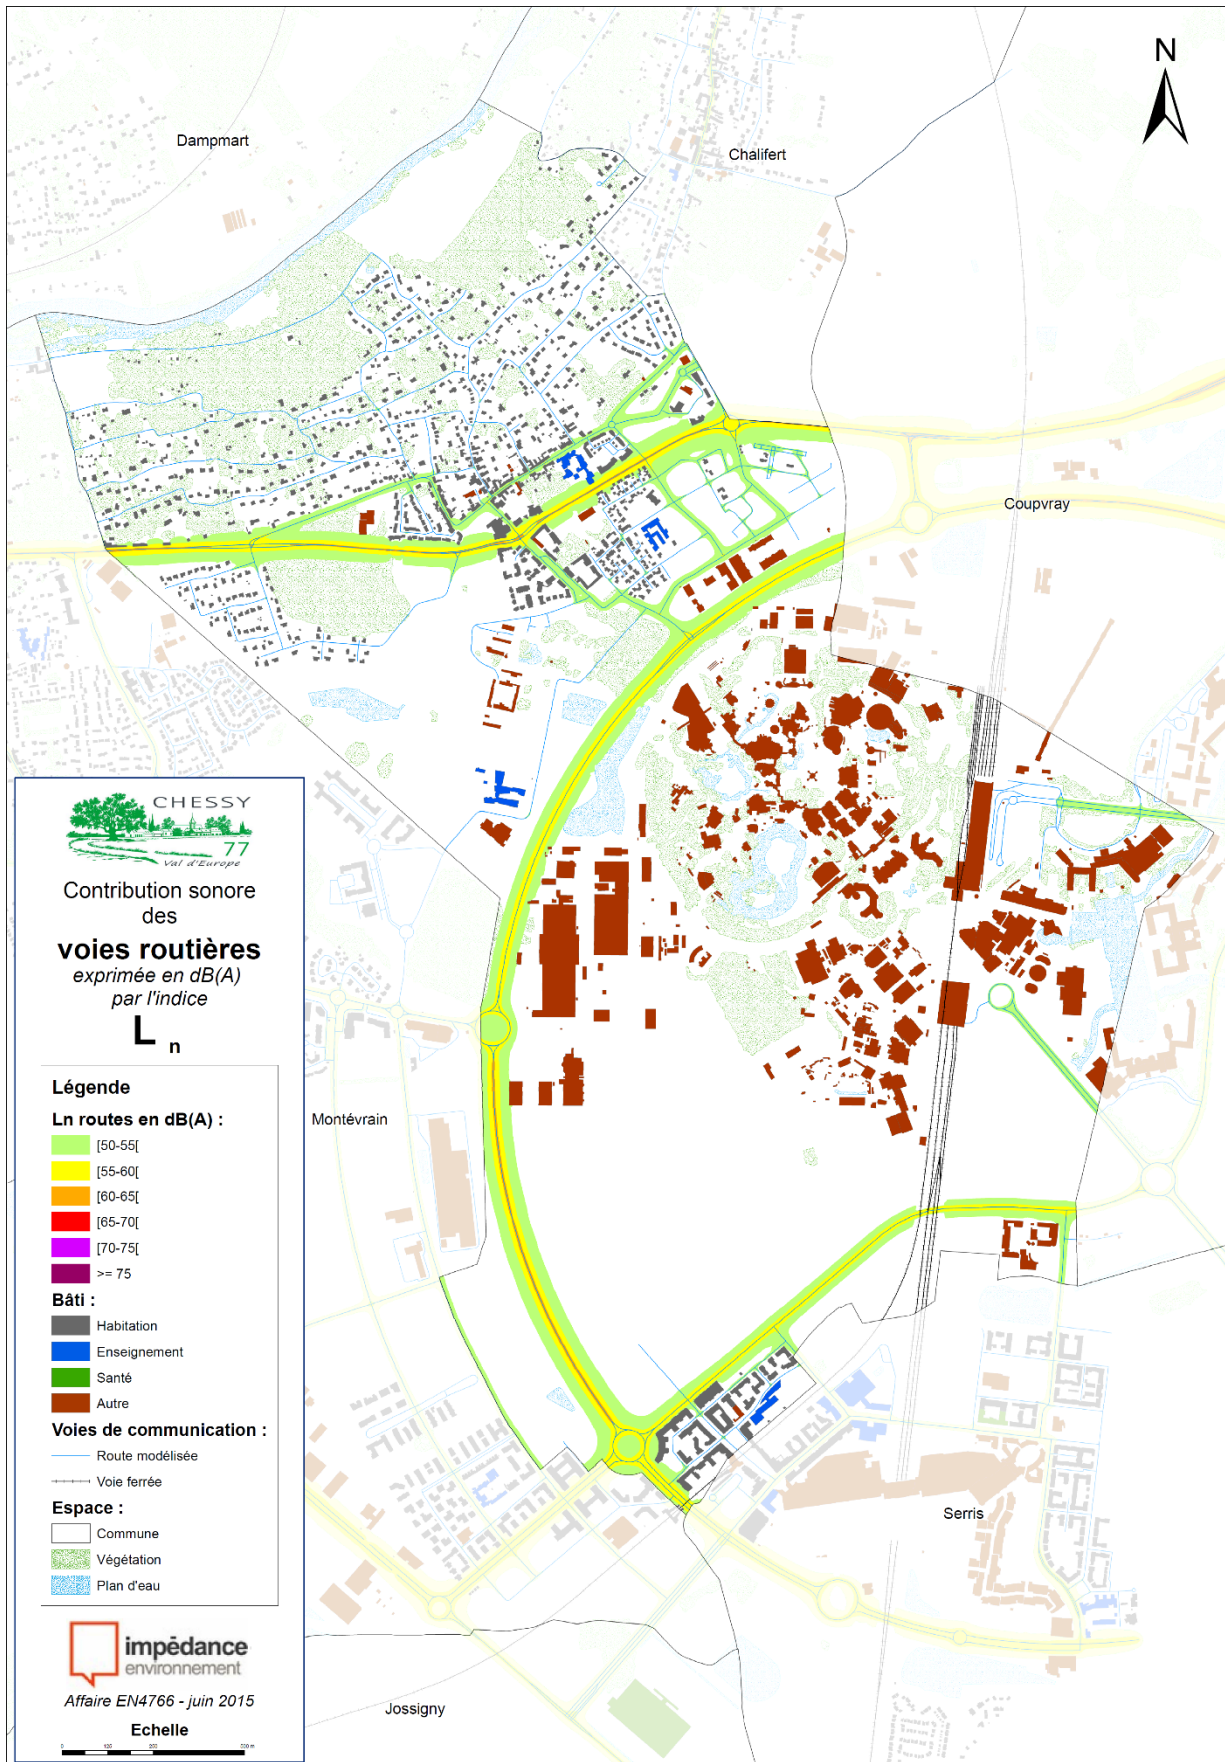 N
Dampmart
Chalifert
Coupvray
CHESSY
77
Val d'Europe
Contribution sonore
des
voies routières
exprimée en dB(A)
par l'indice
L n
Légende
Ln routes en dB(A) :
[50-55[
[55-60[
[60-65[
[65-70[
[70-75[
>= 75
Bâti :
Habitation
Enseignement
Santé
Autre
Voies de communication :
Route modélisée
Voie ferrée
Espace :
Commune
Végétation
Plan d'eau
Montévrain
Serris
Jossigny
impédance
environnement
Affaire EN4766 - juin 2015
Echelle